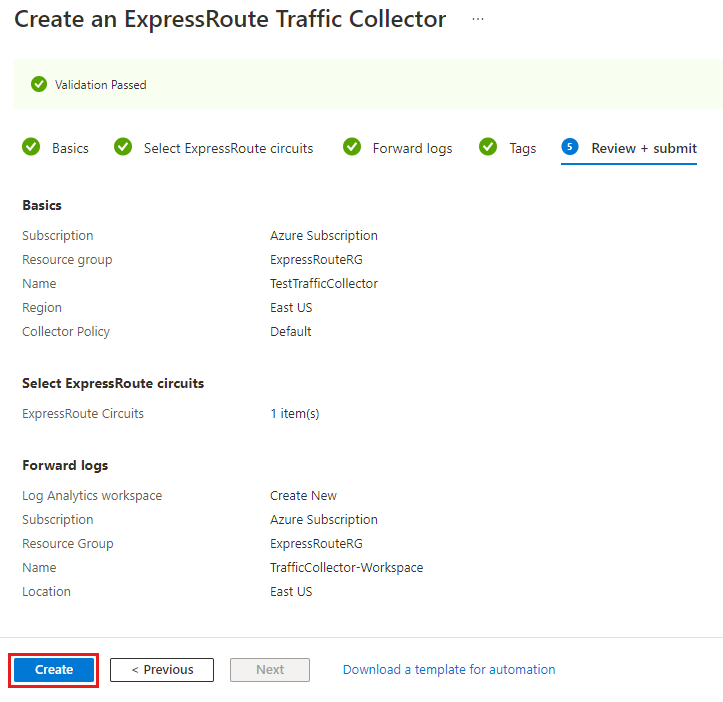 Create an ExpressRoute Traffic Collector ...
Validation Passed
Basics Select ExpressRoute circuits Forward logs Tags 5 Review + submit
Basics
Subscription Azure Subscription
Resource group ExpressRouteRG
Name TestTrafficCollector
Region East US
Collector Policy Default
Select ExpressRoute circuits
ExpressRoute Circuits 1 item(s)
Forward logs
Log Analytics workspace Create New
Subscription Azure Subscription
Resource Group ExpressRouteRG
Name TrafficCollector-Workspace
Location East US
Create < Previous Next Download a template for automation